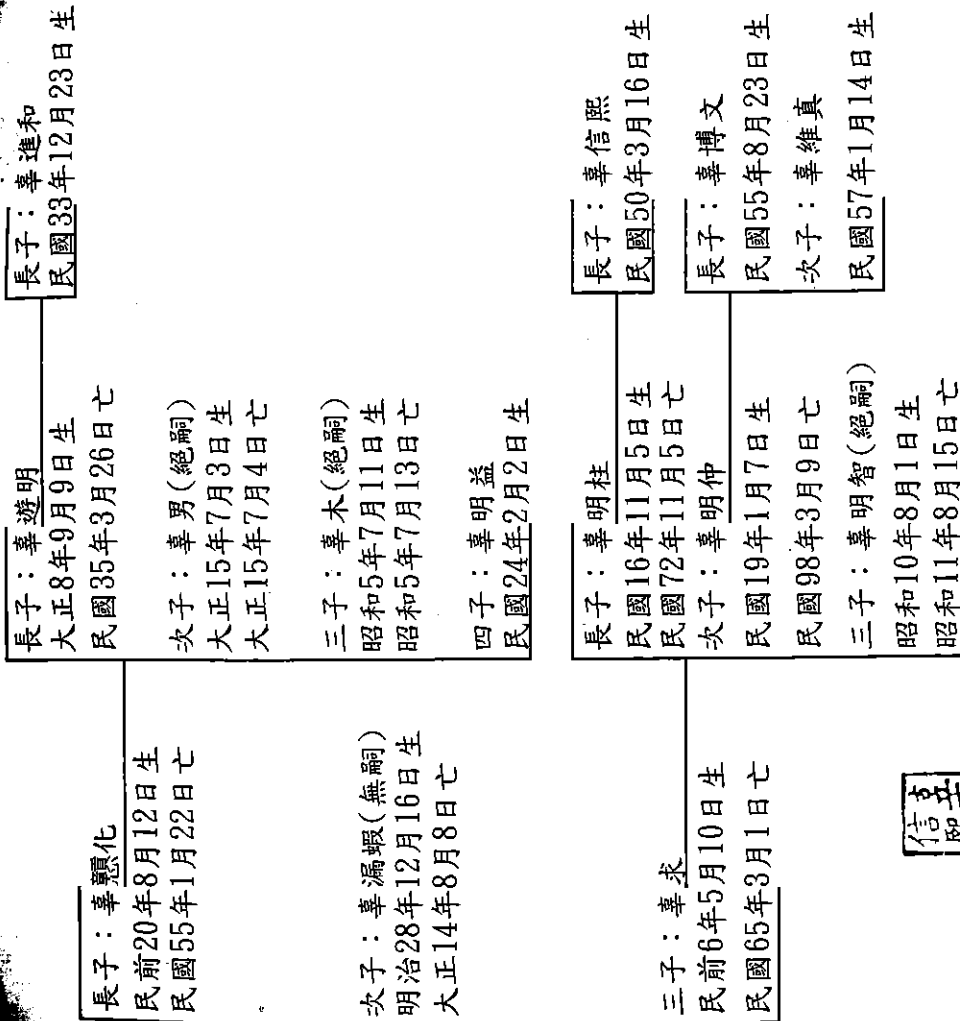 長子：辜戇化
民前20年8月12日生
民國55年1月22日亡
次子：辜漏蝦(無嗣)
明治28年12月16日生
大正14年8月8日亡
三子：辜求
民前6年5月10日生
民國65年3月1日亡
長子：辜遊明
大正8年9月9日生
民國35年3月26日亡
次子：辜男(絕嗣)
大正15年7月3日生
大正15年7月4日亡
三子：辜木(絕嗣)
昭和5年7月11日生
昭和5年7月13日亡
四子：辜明益
民國24年2月2日生
長子：辜明柱
民國16年11月5日生
民國72年11月5日亡
次子：辜明仲
民國19年1月7日生
民國98年3月9日亡
三子：辜明智(絕嗣)
昭和10年8月1日生
昭和11年8月15日亡
長子：辜進和
民國33年12月23日生
長子：辜信熙
民國50年3月16日生
長子：辜博文
民國55年8月23日生
次子：辜維真
民國57年1月14日生
辜信熙